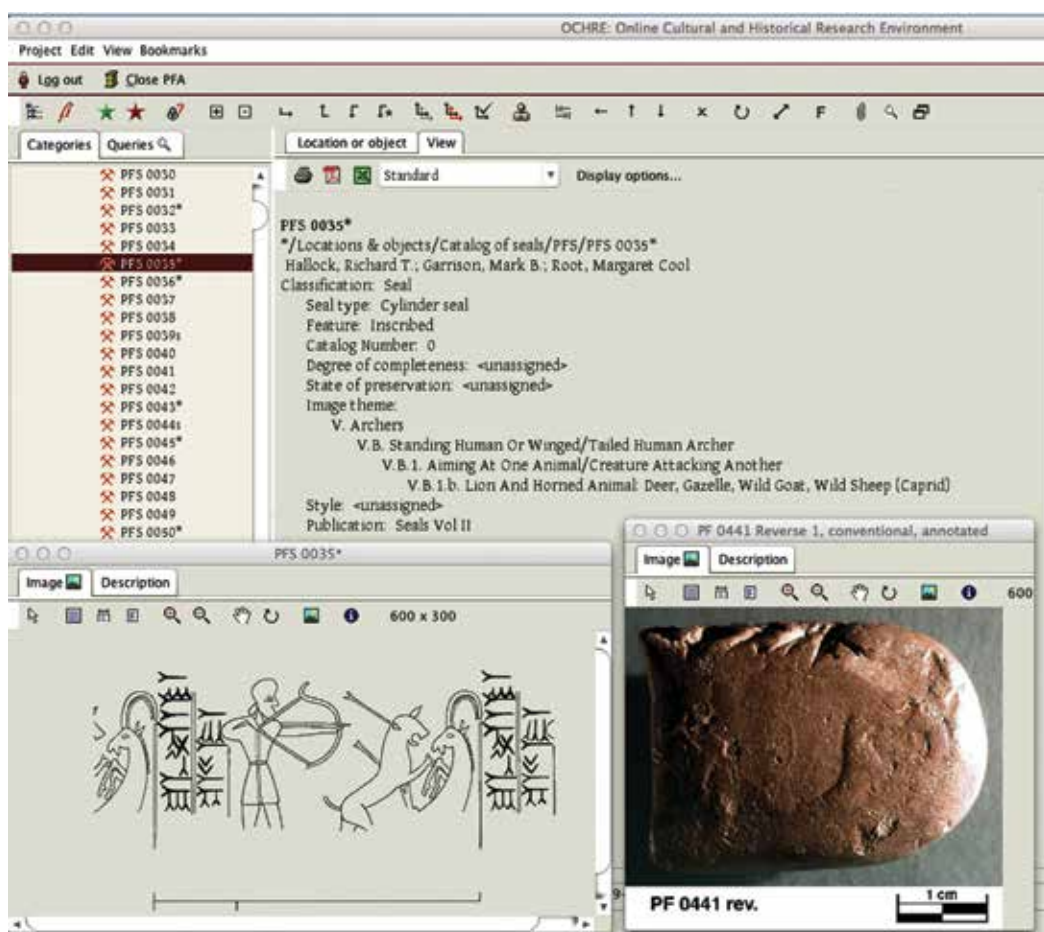 OCHRE: Online Cultural and Historical Research Environment
Project Edit View Bookmarks
Log out Close PFA
F
Categories Queries
Location or object View
Standard Display options...
PFS 0030
PFS 0031
PFS 0032*
PFS 0033
PFS 0034
PFS 0035*
PFS 0036*
PFS 0037
PFS 0038
PFS 0039s
PFS 0040
PFS 0041
PFS 0042
PFS 0043*
PFS 0044s
PFS 0045*
PFS 0046
PFS 0047
PFS 0048
PFS 0049
PFS 0050*
PFS 0035*
*/Locations & objects/Catalog of seals/PFS/PFS 0035*
Hallock, Richard T.; Garrison, Mark B.; Root, Margaret Cool
Classification: Seal
Seal type: Cylinder seal
Feature: Inscribed
Catalog Number: 0
Degree of completeness: <unassigned>
State of preservation: <unassigned>
Image theme:
V. Archers
V.B. Standing Human Or Winged/Tailed Human Archer
V.B.1. Aiming At One Animal/Creature Attacking Another
V.B.1.b. Lion And Horned Animal: Deer, Gazelle, Wild Goat, Wild Sheep (Caprid)
Style: <unassigned>
Publication: Seals Vol II
PFS 0035*
Image Description
600 x 300
PF 0441 Reverse 1, conventional, annotated
Image Description
600
PF 0441 rev.
1 cm